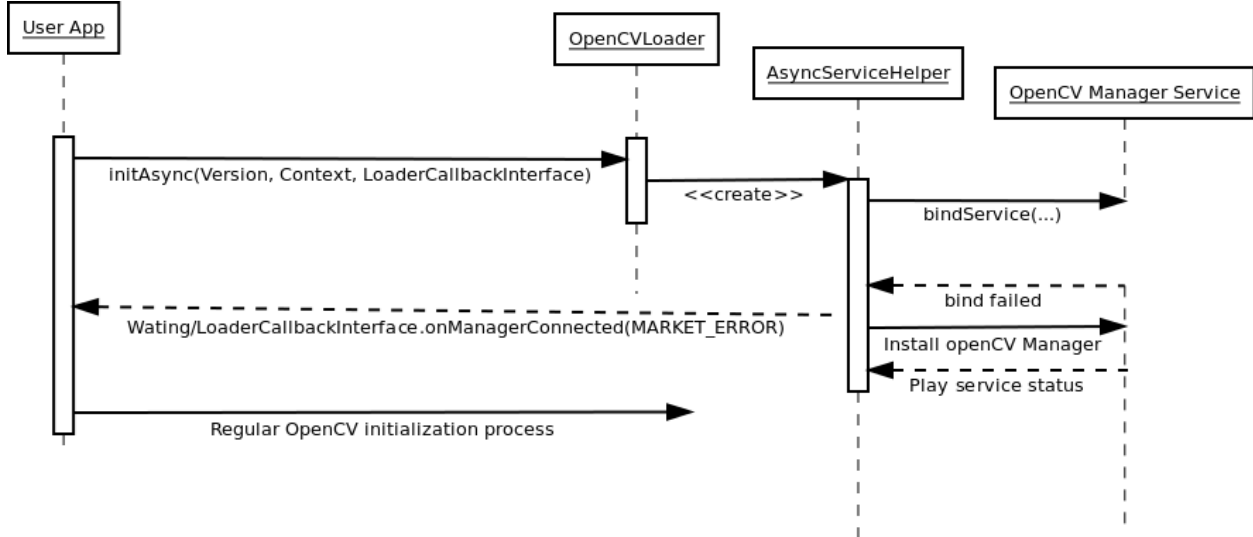 User App
OpenCVLoader
AsyncServiceHelper
OpenCV Manager Service
initAsync(Version, Context, LoaderCallbackInterface)
<<create>>
bindService(...)
bind failed
Wating/LoaderCallbackInterface.onManagerConnected(MARKET_ERROR)
Install openCV Manager
Play service status
Regular OpenCV initialization process